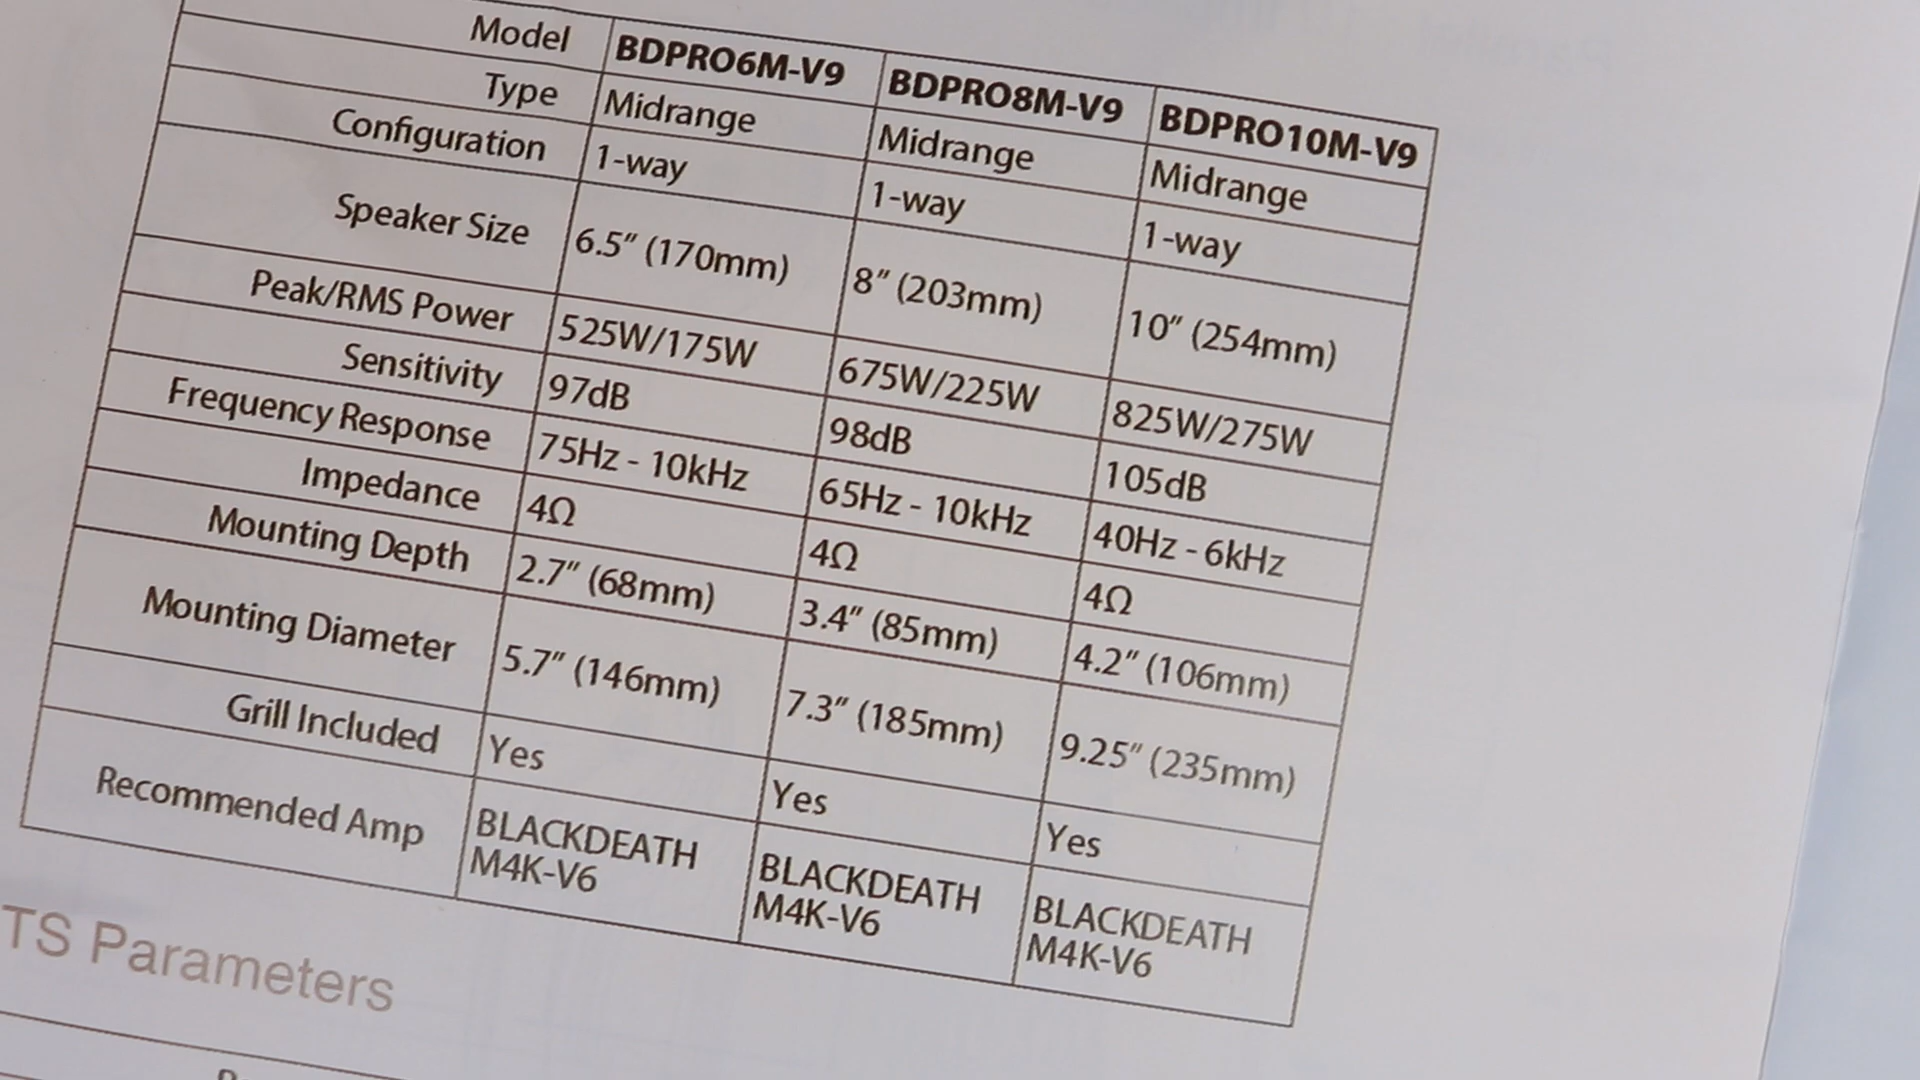 Model BDPRO6M-V9 BDPRO8M-V9 BDPRO10M-V9
Type Midrange Midrange Midrange
Configuration 1-way 1-way 1-way
Speaker Size 6.5" (170mm) 8" (203mm) 10" (254mm)
Peak/RMS Power 525W/175W 675W/225W 825W/275W
Sensitivity 97dB 98dB 105dB
Frequency Response 75Hz - 10kHz 65Hz - 10kHz 40Hz - 6kHz
Impedance 4Ω 4Ω 4Ω
Mounting Depth 2.7" (68mm) 3.4" (85mm) 4.2" (106mm)
Mounting Diameter 5.7" (146mm) 7.3" (185mm) 9.25" (235mm)
Grill Included Yes Yes Yes
Recommended Amp BLACKDEATH BLACKDEATH BLACKDEATH
M4K-V6 M4K-V6 M4K-V6
TS Parameters